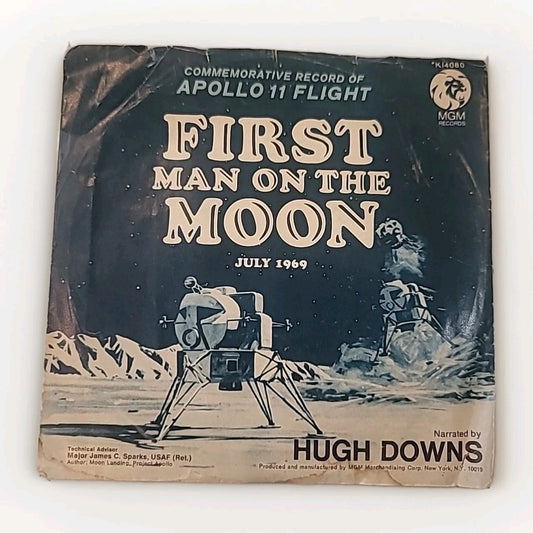 K14080
COMMEMORATIVE RECORD OF
APOLLO 11 FLIGHT
MGM
RECORDS
FIRST
MAN ON THE
MOON
JULY 1969
Technical Advisor
Major James C. Sparks, USAF (Ret.)
Author: Moon Landing, Project Apollo
Narrated by
HUGH DOWNS
Produced and manufactured by MGM Merchandising Corp. New York, N.Y. 10019